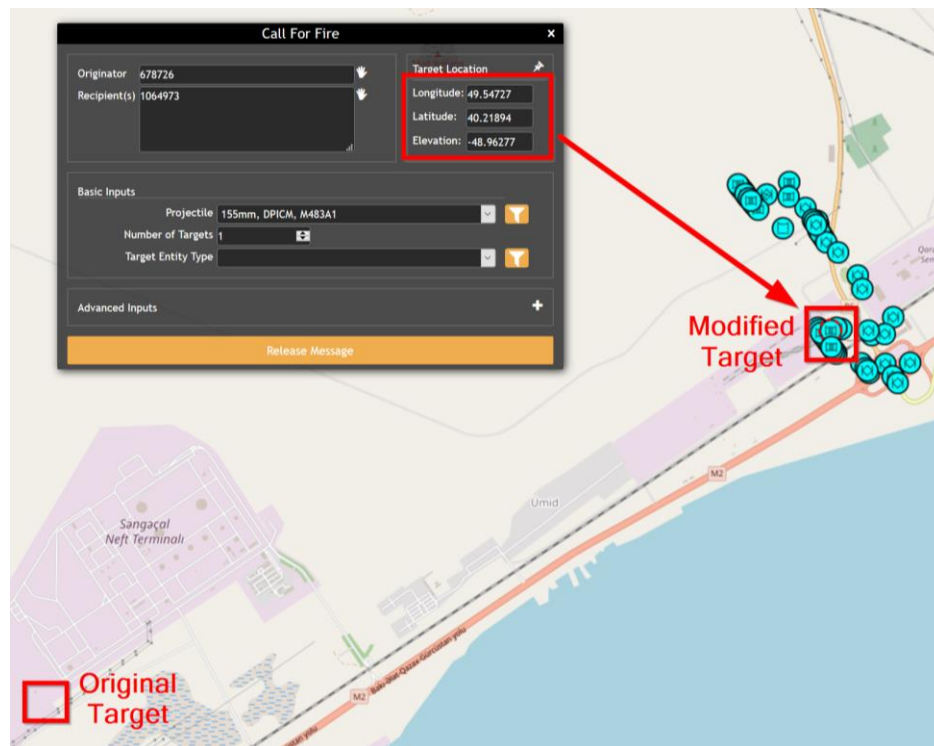 Call For Fire
x
Originator 678726
Recipient(s) 1064973
Target Location
Longitude: 49.54727
Latitude: 40.21894
Elevation: -48.96277
Basic Inputs
Projectile 155mm, DPICM, M483A1
Number of Targets 1
Target Entity Type
Advanced Inputs +
Release Message
Modified
Target
M2
Umid
Səngəçal
Neft Terminalı
M2
Original
Target